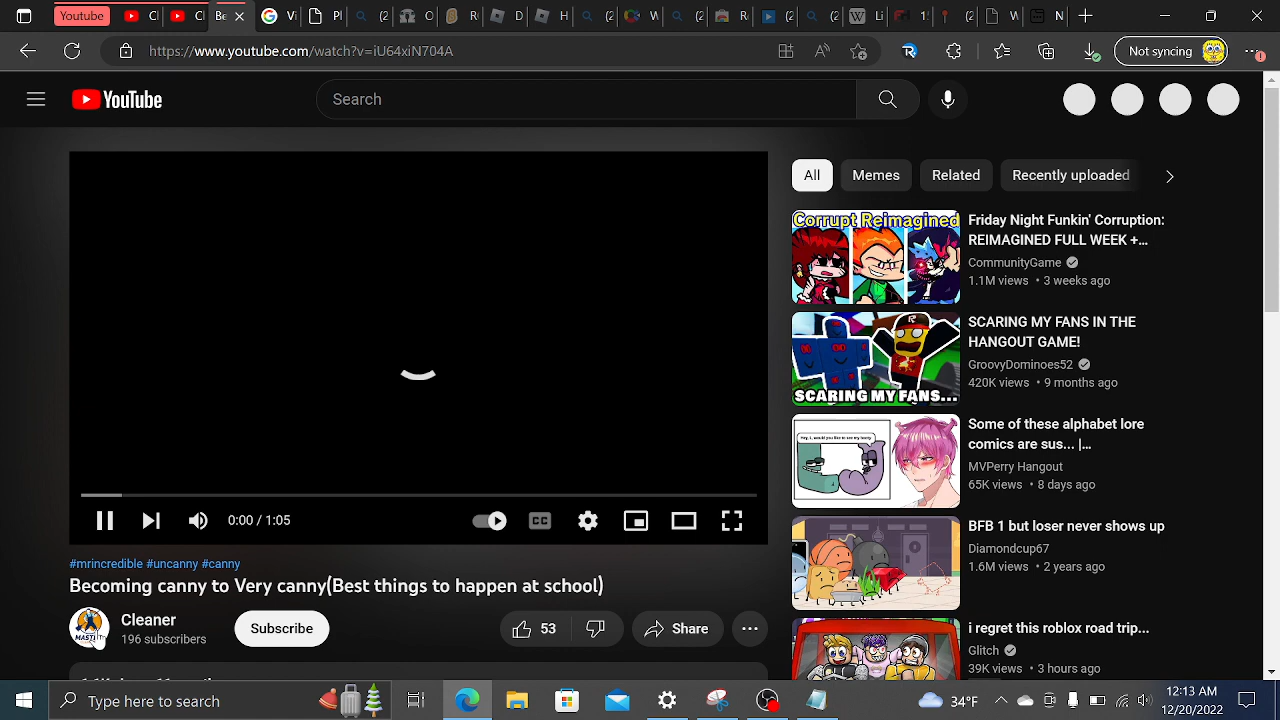 Youtube
https://www.youtube.com/watch?v=iU64xiN704A
Not syncing
YouTube
Search
All
Memes
Related
Recently uploaded
Corrupt Reimagined
Friday Night Funkin' Corruption:
REIMAGINED FULL WEEK +...
CommunityGame
1.1M views • 3 weeks ago
SCARING MY FANS...
SCARING MY FANS IN THE
HANGOUT GAME!
GroovyDominoes52
420K views • 9 months ago
Some of these alphabet lore
comics are sus... |...
MVPerry Hangout
65K views • 8 days ago
BFB 1 but loser never shows up
Diamondcup67
1.6M views • 2 years ago
i regret this roblox road trip...
Glitch
39K views • 3 hours ago
0:00 / 1:05
CC
#mrincredible #uncanny #canny
Becoming canny to Very canny(Best things to happen at school)
MASTI
Cleaner
196 subscribers
Subscribe
53
Share
Type here to search
34°F
12:13 AM
12/20/2022